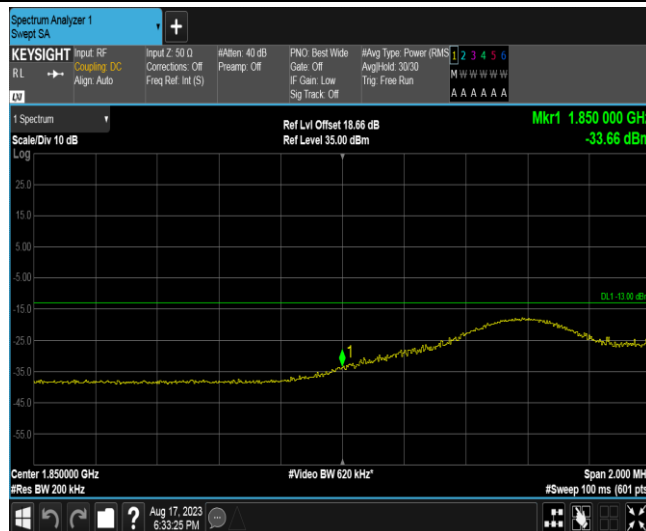 Spectrum Analyzer 1
Swept SA
KEYSIGHT
RL
Input: RF
Coupling: DC
Align: Auto
Input Z: 50 Ω
Corrections: Off
Freq Ref: Int (S)
#Atten: 40 dB
Preamp: Off
PNO: Best Wide
Gate: Off
IF Gain: Low
Sig Track: Off
#Avg Type: Power (RMS
Avg|Hold: 30/30
Trig: Free Run
1 2 3 4 5 6
M W W W W W
A A A A A A
1 Spectrum
Scale/Div 10 dB
Log
Ref Lvl Offset 18.66 dB
Ref Level 35.00 dBm
Mkr1 1.850 000 GHz
-33.66 dBm
25.0
15.0
5.00
-5.00
DL1 -13.00 dBm
-15.0
-25.0
1
-35.0
-45.0
-55.0
Center 1.850000 GHz
#Video BW 620 kHz*
Span 2.000 MH
#Res BW 200 kHz
#Sweep 100 ms (601 pts
?
Aug 17, 2023
6:33:25 PM